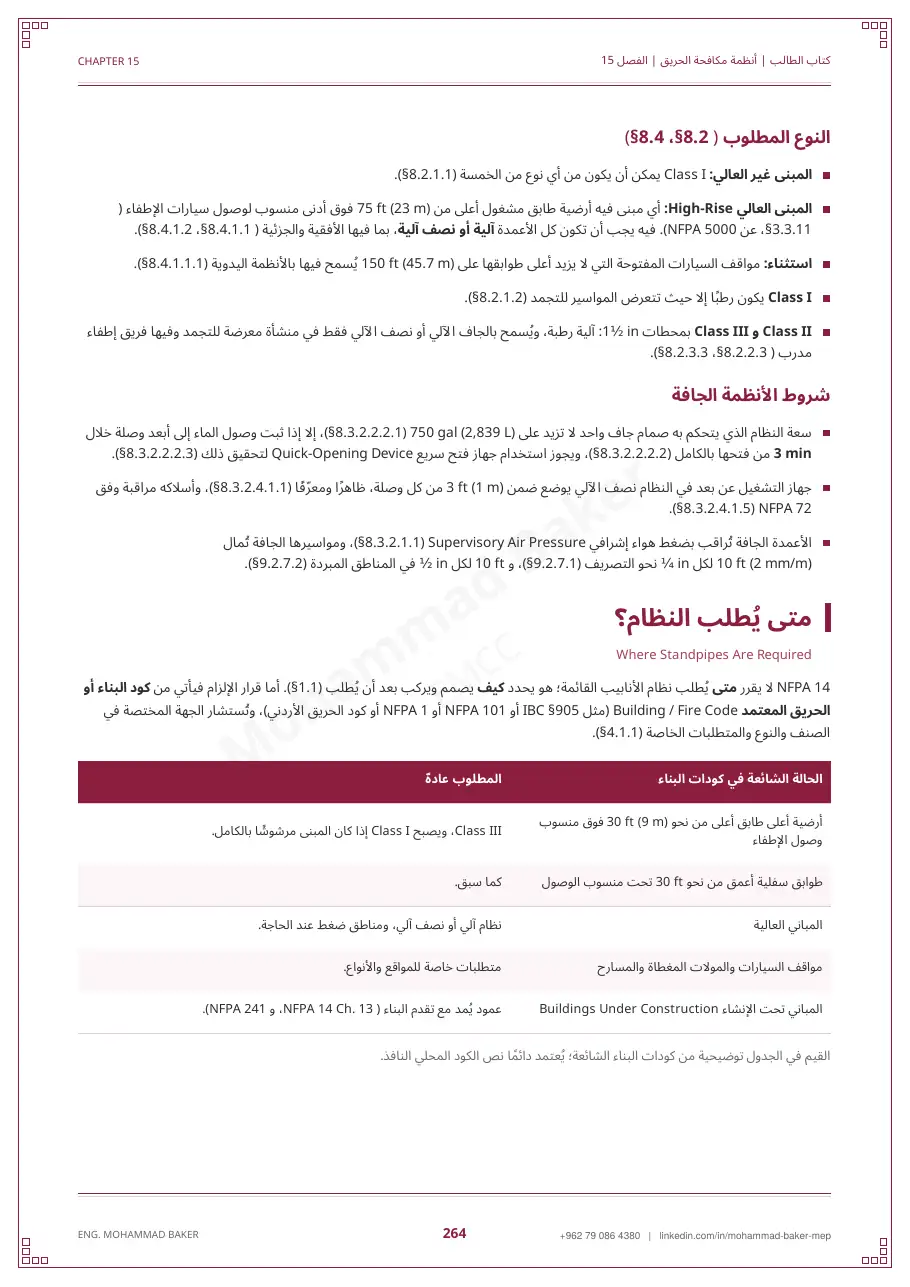 كتاب الطالب | أنظمة مكافحة الحريق | الفصل 15
CHAPTER 15
النوع المطلوب ( §8.2، §8.4)
المبنى غير العالي: Class I يمكن أن يكون من أي نوع من الخمسة (§8.2.1.1).
المبنى العالي High-Rise: أي مبنى فيه أرضية طابق مشغول أعلى من 75 ft (23 m) فوق أدنى منسوب لوصول سيارات الإطفاء (
§3.3.11، عن NFPA 5000). فيه يجب أن تكون كل الأعمدة آلية أو نصف آلية، بما فيها الأفقية والجزئية ( §8.4.1.1، §8.4.1.2).
استثناء: مواقف السيارات المفتوحة التي لا يزيد أعلى طوابقها على 150 ft (45.7 m) يُسمح فيها بالأنظمة اليدوية (§8.4.1.1.1).
Class I يكون رطبًا إلا حيث تتعرض المواسير للتجمد (§8.2.1.2).
Class II و Class III بمحطات 1½ in: آلية رطبة، ويُسمح بالجاف الآلي أو نصف الآلي فقط في منشأة معرضة للتجمد وفيها فريق إطفاء
مدرب ( §8.2.2.3، §8.2.3.3).
شروط الأنظمة الجافة
سعة النظام الذي يتحكم به صمام جاف واحد لا تزيد على 750 gal (2,839 L) (§8.3.2.2.2.1)، إلا إذا ثبت وصول الماء إلى أبعد وصلة خلال
3 min من فتحها بالكامل (§8.3.2.2.2.2)، ويجوز استخدام جهاز فتح سريع Quick-Opening Device لتحقيق ذلك (§8.3.2.2.2.3).
جهاز التشغيل عن بعد في النظام نصف الآلي يوضع ضمن 3 ft (1 m) من كل وصلة، ظاهرًا ومعرّفًا (§8.3.2.4.1.1)، وأسلاكه مراقبة وفق
NFPA 72 (§8.3.2.4.1.5).
الأعمدة الجافة تُراقب بضغط هواء إشرافي Supervisory Air Pressure (§8.3.2.1.1)، ومواسيرها الجافة تُمال
¼ in لكل 10 ft (2 mm/m) نحو التصريف (§9.2.7.1)، و ½ in لكل 10 ft في المناطق المبردة (§9.2.7.2).
متى يُطلب النظام؟
Where Standpipes Are Required
NFPA 14 لا يقرر متى يُطلب نظام الأنابيب القائمة؛ هو يحدد كيف يصمم ويركب بعد أن يُطلب (§1.1). أما قرار الإلزام فيأتي من كود البناء أو
الحريق المعتمد Building / Fire Code (مثل IBC §905 أو NFPA 101 أو NFPA 1 أو كود الحريق الأردني)، وتُستشار الجهة المختصة في
الصنف والنوع والمتطلبات الخاصة (§4.1.1).
الحالة الشائعة في كودات البناء
المطلوب عادةً
أرضية أعلى طابق أعلى من نحو 30 ft (9 m) فوق منسوب
وصول الإطفاء
Class III، ويصبح Class I إذا كان المبنى مرشوشًا بالكامل.
طوابق سفلية أعمق من نحو 30 ft تحت منسوب الوصول
كما سبق.
المباني العالية
نظام آلي أو نصف آلي، ومناطق ضغط عند الحاجة.
مواقف السيارات والمولات المغطاة والمسارح
متطلبات خاصة للمواقع والأنواع.
المباني تحت الإنشاء Buildings Under Construction
عمود يُمد مع تقدم البناء ( NFPA 14 Ch. 13، و NFPA 241).
القيم في الجدول توضيحية من كودات البناء الشائعة؛ يُعتمد دائمًا نص الكود المحلي النافذ.
Mohammad Baker
MCC
ENG. MOHAMMAD BAKER
264
+962 79 086 4380 | linkedin.com/in/mohammad-baker-mep